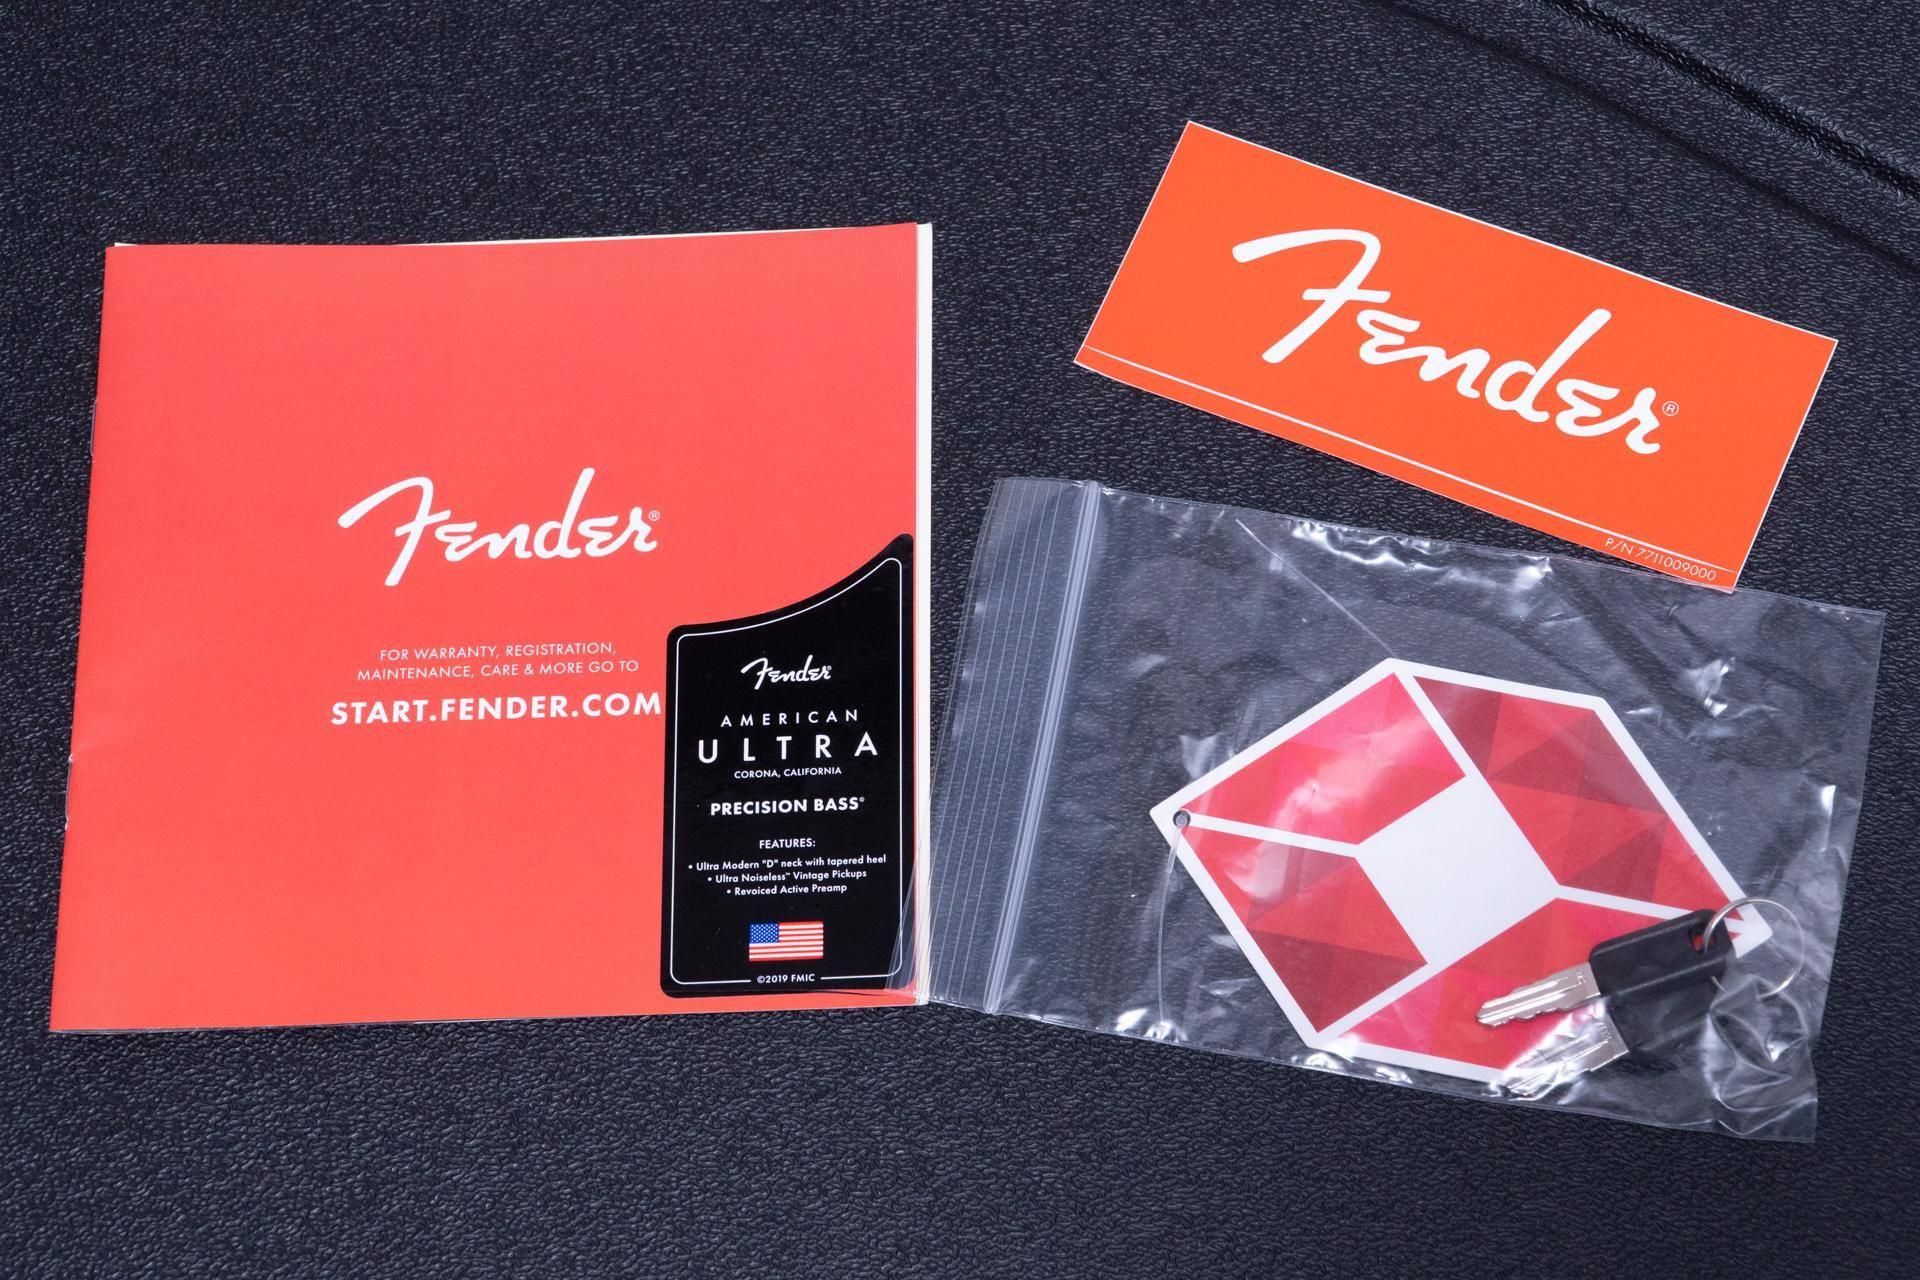 Fender®
FOR WARRANTY, REGISTRATION,
MAINTENANCE, CARE & MORE GO TO
START.FENDER.COM
Fender®
AMERICAN
ULTRA
CORONA, CALIFORNIA
PRECISION BASS®
FEATURES:
• Ultra Modern "D" neck with tapered heel
• Ultra Noiseless™ Vintage Pickups
• Revoiced Active Preamp
©2019 FMIC
Fender®
P/N 7711009000